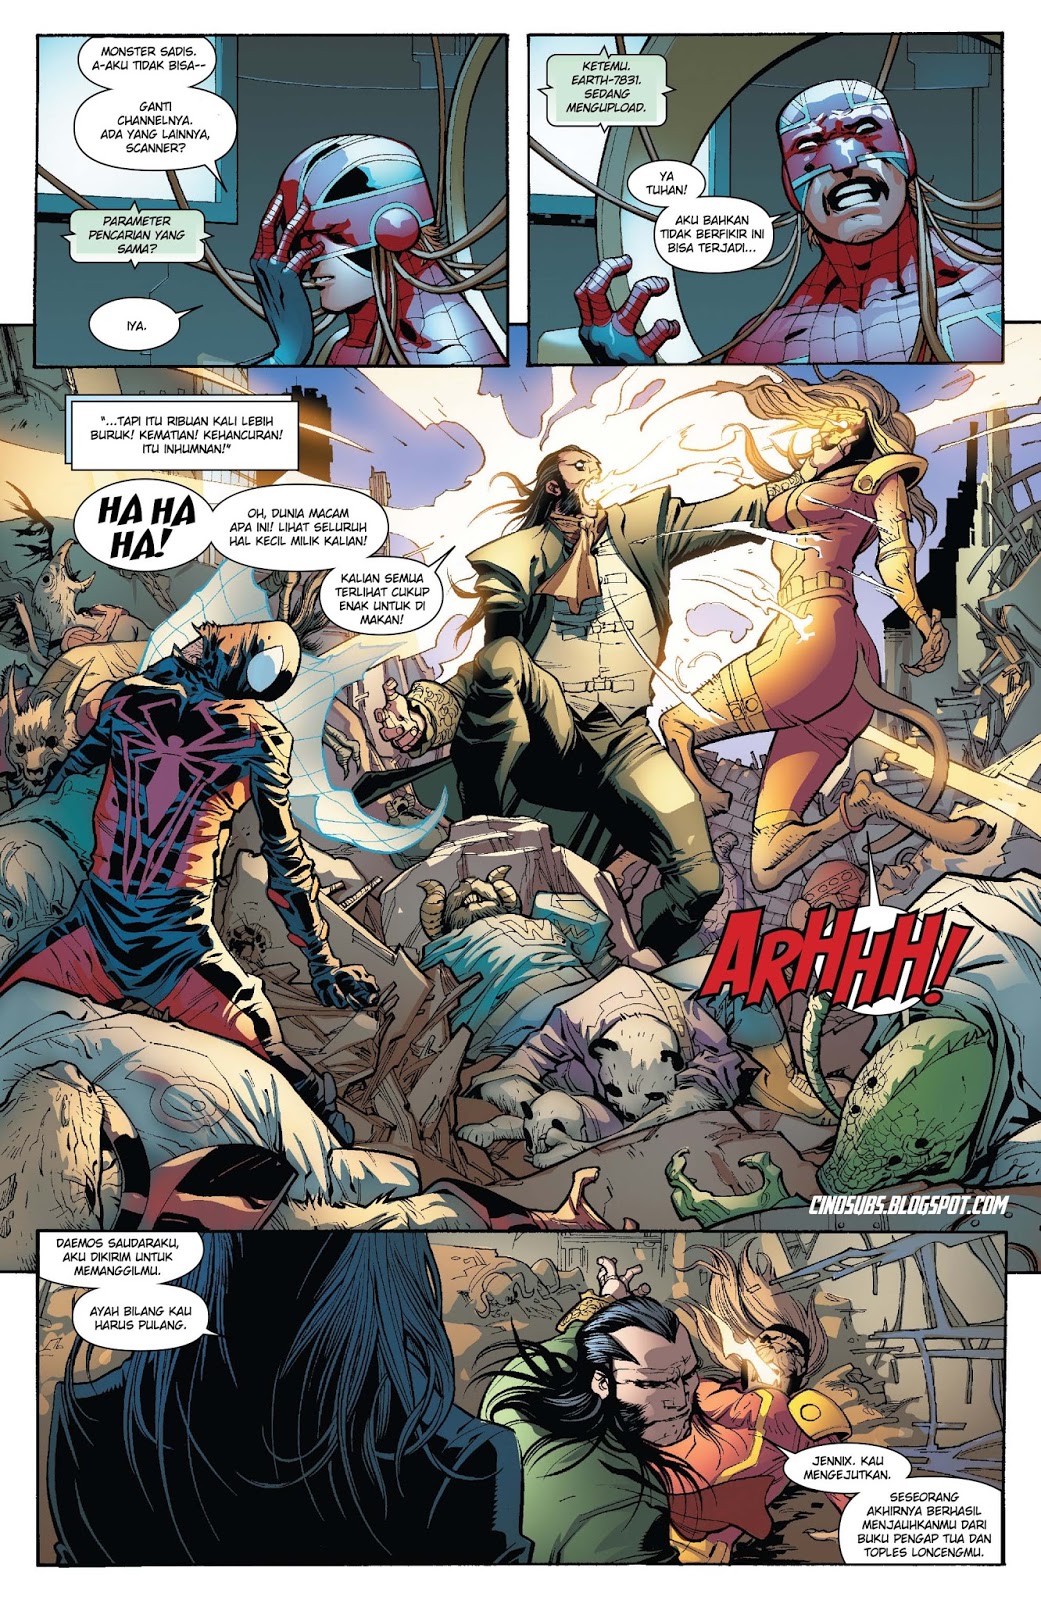 MONSTER SADIS.
A-AKU TIDAK BISA--
GANTI
CHANNELNYA.
ADA YANG LAINNYA,
SCANNER?
PARAMETER
PENCARIAN YANG
SAMA?
IYA.
KETEMU.
EARTH-7831.
SEDANG
MENGUPLOAD.
YA
TUHAN!
AKU BAHKAN
TIDAK BERFIKIR INI
BISA TERJADI...
"...TAPI ITU RIBUAN KALI LEBIH
BURUK! KEMATIAN! KEHANCURAN!
ITU INHUMNAN!"
HA HA
HA!
OH, DUNIA MACAM
APA INI! LIHAT SELURUH
HAL KECIL MILIK KALIAN!
KALIAN SEMUA
TERLIHAT CUKUP
ENAK UNTUK DI
MAKAN!
ARHHH!
CINOSUBS.BLOGSPOT.COM
DAEMOS SAUDARAKU,
AKU DIKIRIM UNTUK
MEMANGGILMU.
AYAH BILANG KAU
HARUS PULANG.
JENNIX. KAU
MENGEJUTKAN.
SESEORANG
AKHIRNYA BERHASIL
MENJAUHKANMU DARI
BUKU PENGAP TUA DAN
TOPLES LONCENGMU.